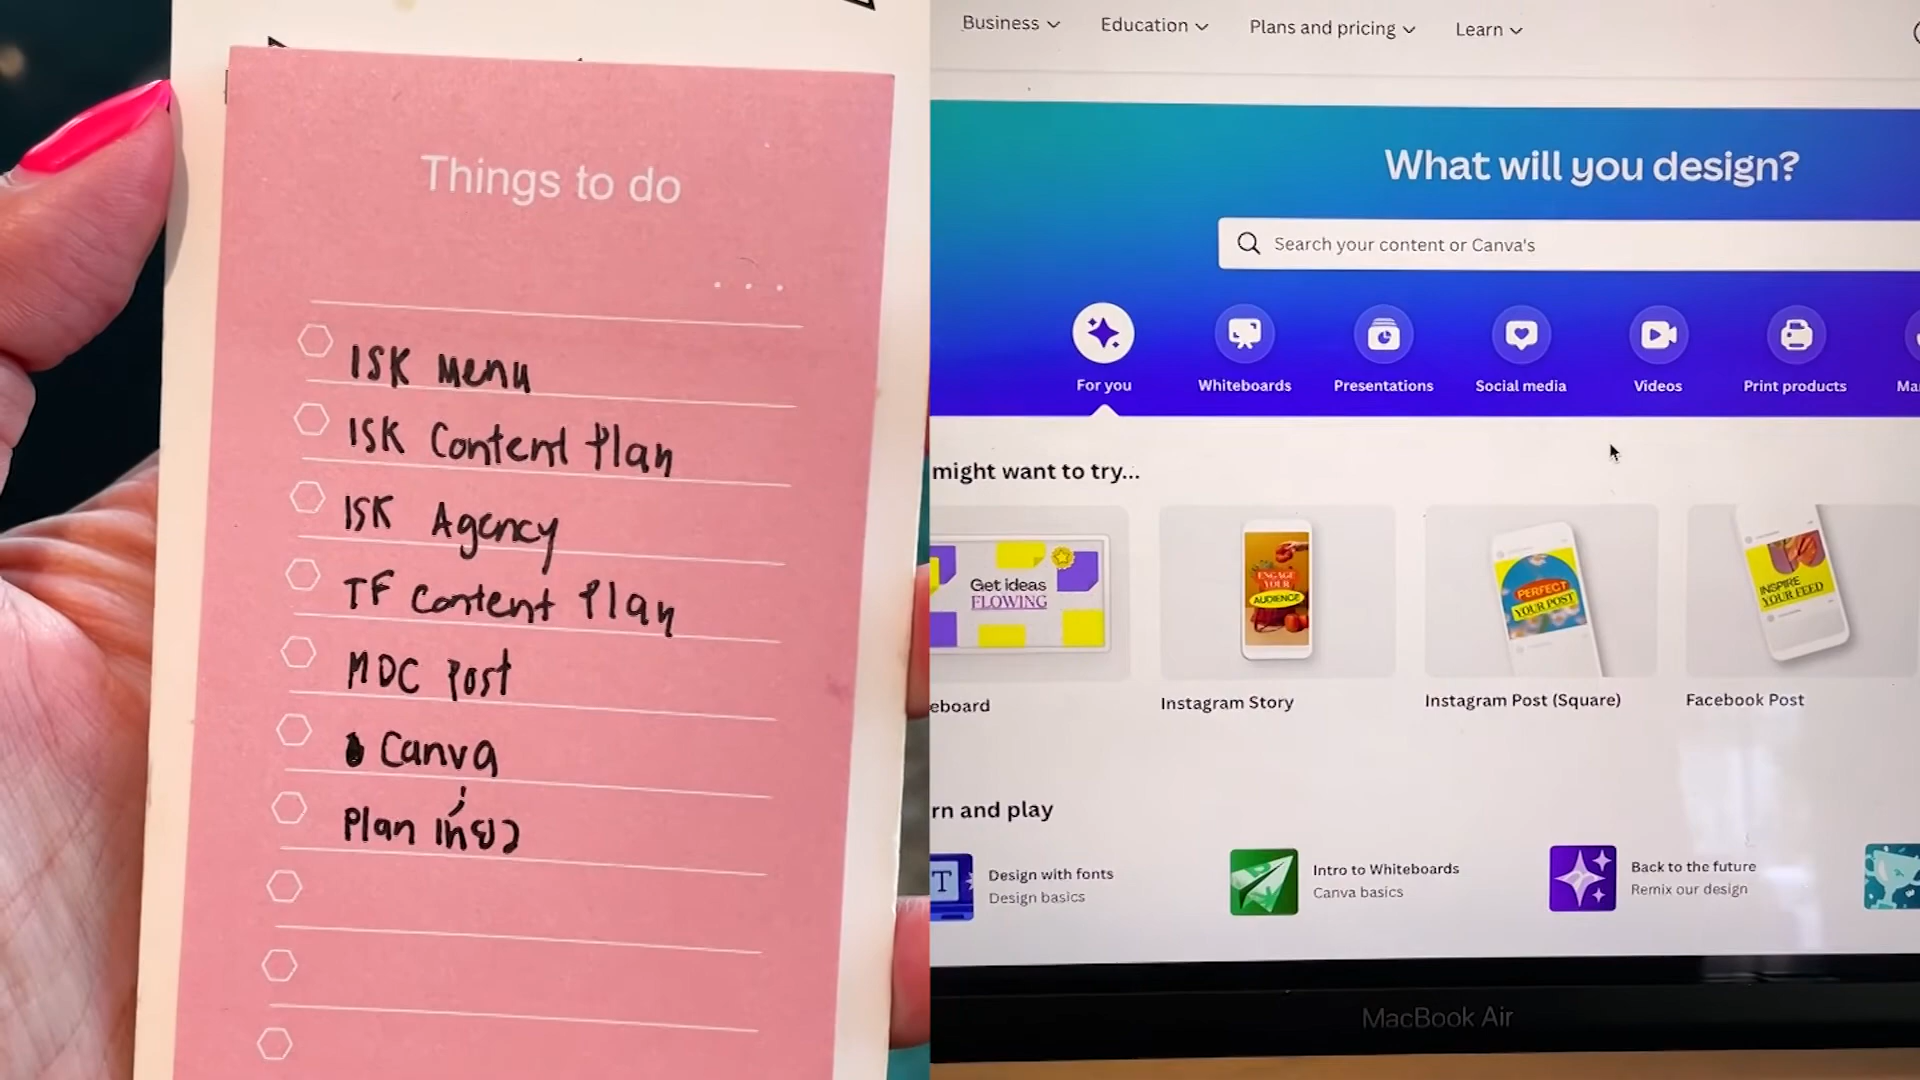 Things to do
ISK Menu
ISK Content Plan
ISK Agency
TF Content Plan
MDC Post
Canva
Plan เที่ยว
Business
Education
Plans and pricing
Learn
What will you design?
Search your content or Canva's
For you
Whiteboards
Presentations
Social media
Videos
Print products
Ma
might want to try...
Get ideas
FLOWING
ENGAGE
YOUR
AUDIENCE
PERFECT
YOUR POST
INSPIRE
YOUR FEED
eboard
Instagram Story
Instagram Post (Square)
Facebook Post
rn and play
T
Design with fonts
Design basics
Intro to Whiteboards
Canva basics
Back to the future
Remix our design
MacBook Air